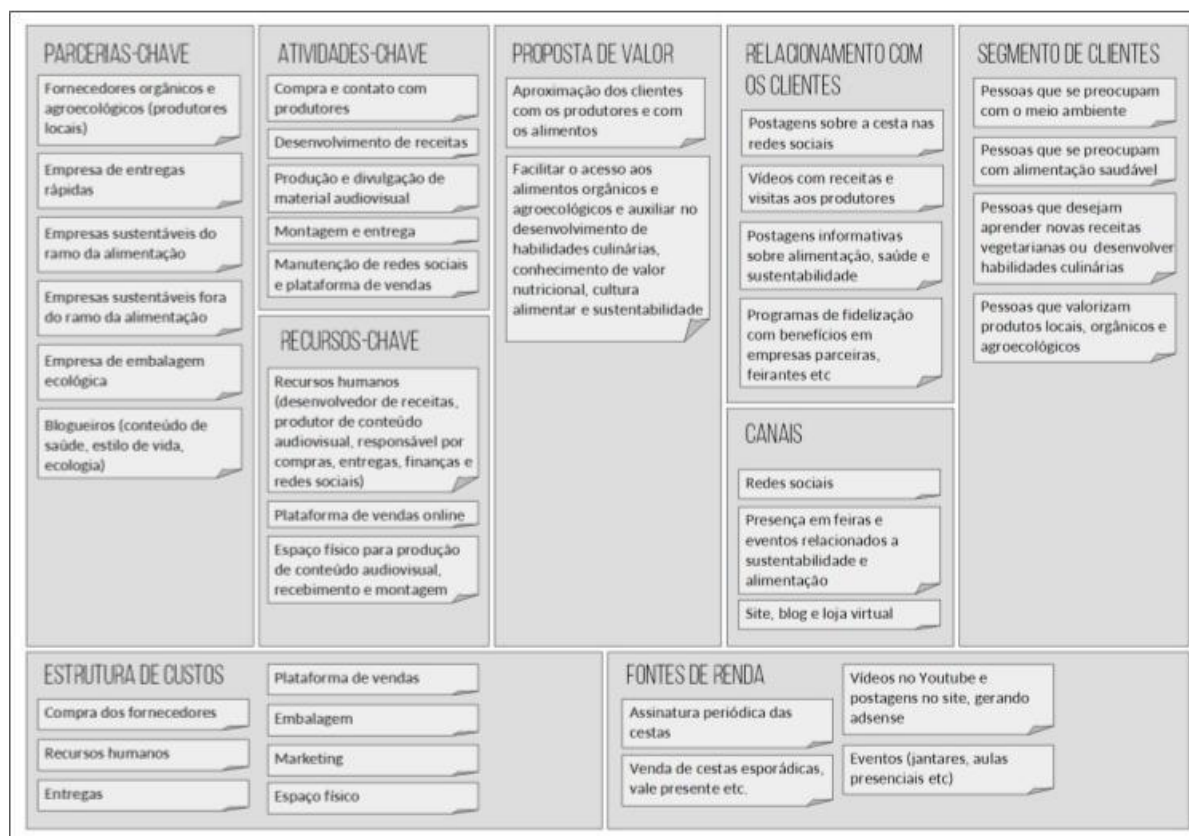 PARCERIAS-CHAVE
Fornecedores orgânicos e
agroecológicos (produtores
locais)
Empresa de entregas
rápidas
Empresas sustentáveis do
ramo da alimentação
Empresas sustentáveis fora
do ramo da alimentação
Empresa de embalagem
ecológica
Blogueiros (conteúdo de
saúde, estilo de vida,
ecologia)
ATIVIDADES-CHAVE
Compra e contato com
produtores
Desenvolvimento de receitas
Produção e divulgação de
material audiovisual
Montagem e entrega
Manutenção de redes sociais
e plataforma de vendas
RECURSOS-CHAVE
Recursos humanos
(desenvolvedor de receitas,
produtor de conteúdo
audiovisual, responsável por
compras, entregas, finanças e
redes sociais)
Plataforma de vendas online
Espaço físico para produção
de conteúdo audiovisual,
recebimento e montagem
PROPOSTA DE VALOR
Aproximação dos clientes
com os produtores e com
os alimentos
Facilitar o acesso aos
alimentos orgânicos e
agroecológicos e auxiliar no
desenvolvimento de
habilidades culinárias,
conhecimento de valor
nutricional, cultura
alimentar e sustentabilidade
RELACIONAMENTO COM
OS CLIENTES
Postagens sobre a cesta nas
redes sociais
Vídeos com receitas e
visitas aos produtores
Postagens informativas
sobre alimentação, saúde e
sustentabilidade
Programas de fidelização
com benefícios em
empresas parceiras,
feirantes etc
CANAIS
Redes sociais
Presença em feiras e
eventos relacionados a
sustentabilidade e
alimentação
Site, blog e loja virtual
SEGMENTO DE CLIENTES
Pessoas que se preocupam
com o meio ambiente
Pessoas que se preocupam
com alimentação saudável
Pessoas que desejam
aprender novas receitas
vegetarianas ou desenvolver
habilidades culinárias
Pessoas que valorizam
produtos locais, orgânicos e
agroecológicos
ESTRUTURA DE CUSTOS
Compra dos fornecedores
Recursos humanos
Entregas
Plataforma de vendas
Embalagem
Marketing
Espaço físico
FONTES DE RENDA
Assinatura periódica das
cestas
Venda de cestas esporádicas,
vale presente etc.
Vídeos no Youtube e
postagens no site, gerando
adsense
Eventos (jantares, aulas
presenciais etc)